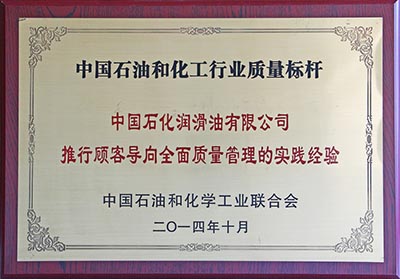 中国石油和化工行业质量标杆
中国石化润滑油有限公司
推行顾客导向全面质量管理的实践经验
中国石油和化学工业联合会
二〇一四年十月